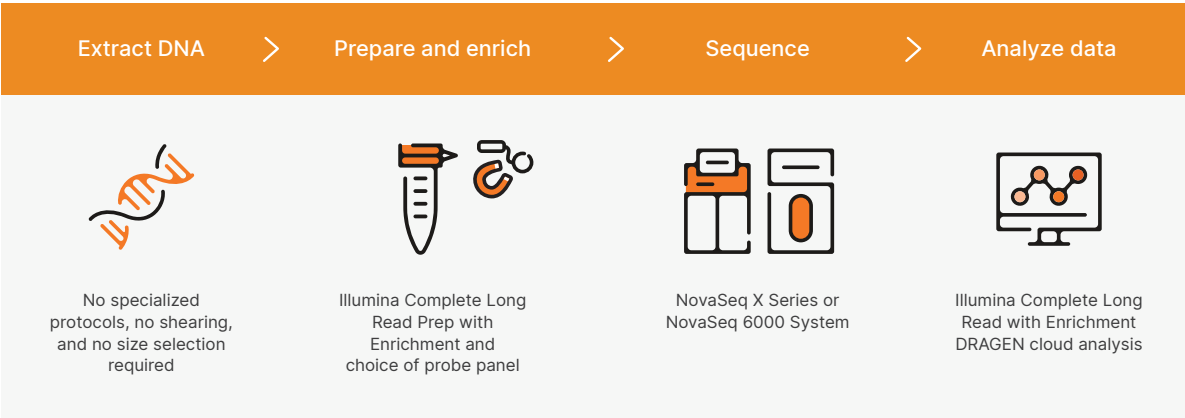 Extract DNA
Prepare and enrich
Sequence
Analyze data
No specialized
protocols, no shearing,
and no size selection
required
Illumina Complete Long
Read Prep with
Enrichment and
choice of probe panel
NovaSeq X Series or
NovaSeq 6000 System
Illumina Complete Long
Read with Enrichment
DRAGEN cloud analysis